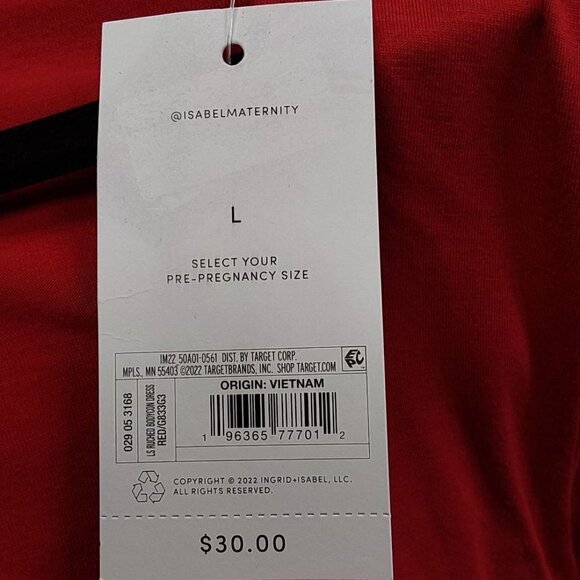 @ISABELMATERNITY
L
SELECT YOUR
PRE-PREGNANCY SIZE
IM22 50A01-0561 DIST. BY TARGET CORP.
MPLS., MN 55403 ©2022 TARGETBRANDS, INC. SHOP TARGET.COM
EPC
029 05 3168
LS RUCHED BODYCON DRESS
RED/G833G3
ORIGIN: VIETNAM
1 96365 77701 2
COPYRIGHT © 2022 INGRID+ISABEL, LLC.
ALL RIGHTS RESERVED.
$30.00